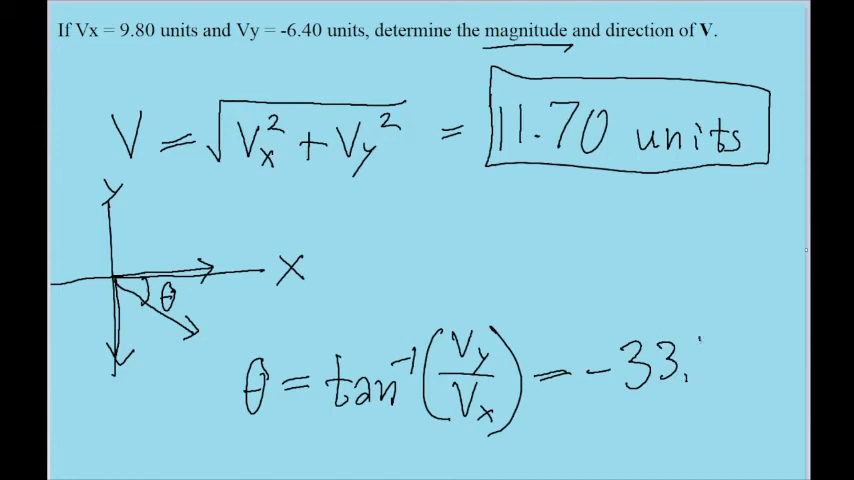 If Vx = 9.80 units and Vy = -6.40 units, determine the magnitude and direction of V.
V = √Vx² + Vy² = 11.70 units
y
x
θ
θ = tan⁻¹(Vy/Vx) = -33.